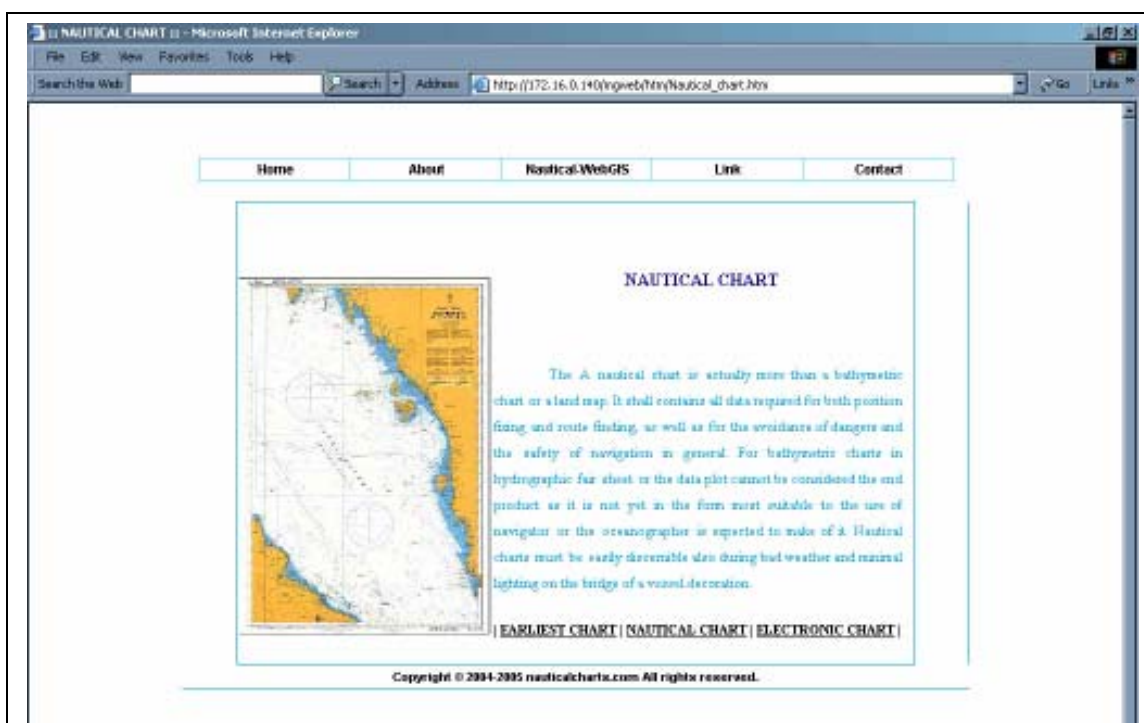 ::: NAUTICAL CHART ::: - Microsoft Internet Explorer
File Edit View Favorites Tools Help
Search the Web Search Address http://172.16.0.140/ingweb/htm/Nautical_chart.htm Go Links »
Home About Nautical-WebGIS Link Contact
NAUTICAL CHART
The A nautical chart is actually more than a bathymetric
chart or a land map. It shall contains all data required for both position
fixing and route finding, as well as for the avoidance of dangers and
the safety of navigation in general. For bathymetric charts in
hydrographic fair sheet or the data plot cannot be considered the end
product as it is not yet in the form most suitable to the use of
navigator or the oceanographer is expected to make of it. Nautical
charts must be easily discernible also during bad weather and minimal
lighting on the bridge of a vessel decoration.
| EARLIEST CHART | NAUTICAL CHART | ELECTRONIC CHART |
Copyright © 2004-2005 nauticalcharts.com All rights reserved.